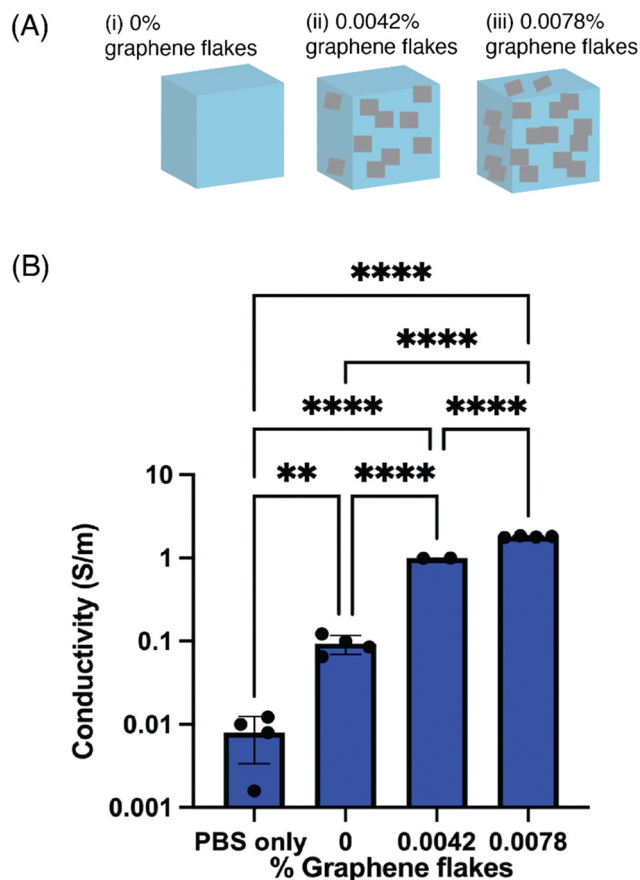 (A)
(i) 0%
graphene flakes
(ii) 0.0042%
graphene flakes
(iii) 0.0078%
graphene flakes
(B)
****
****
**** ****
** ****
Conductivity (S/m)
10
1
0.1
0.01
0.001
PBS only 0 0.0042 0.0078
% Graphene flakes